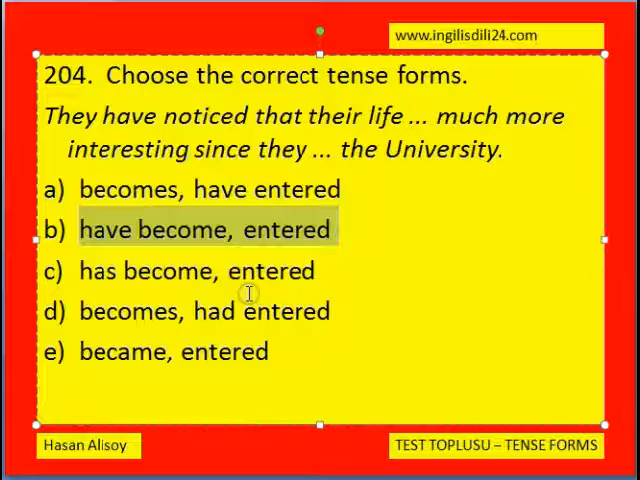 www.ingilisdili24.com
204. Choose the correct tense forms.
They have noticed that their life ... much more
interesting since they ... the University.
a) becomes, have entered
b) have become, entered
c) has become, entered
d) becomes, had entered
e) became, entered
Hasan Alisoy
TEST TOPLUSU – TENSE FORMS